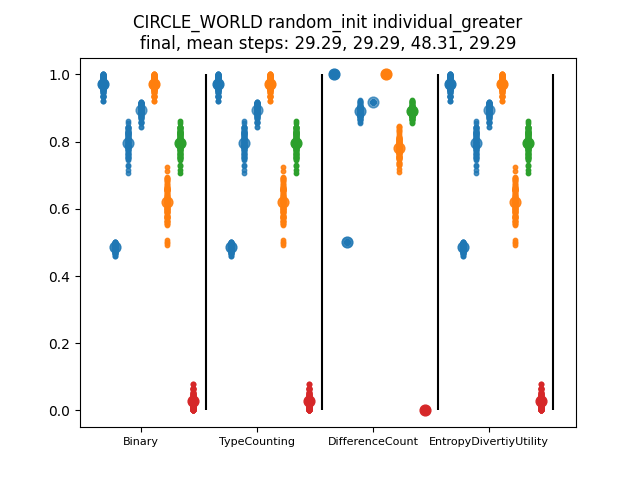 CIRCLE_WORLD random_init individual_greater
final, mean steps: 29.29, 29.29, 48.31, 29.29
1.0
0.8
0.6
0.4
0.2
0.0
Binary TypeCounting DifferenceCount EntropyDivertiyUtility